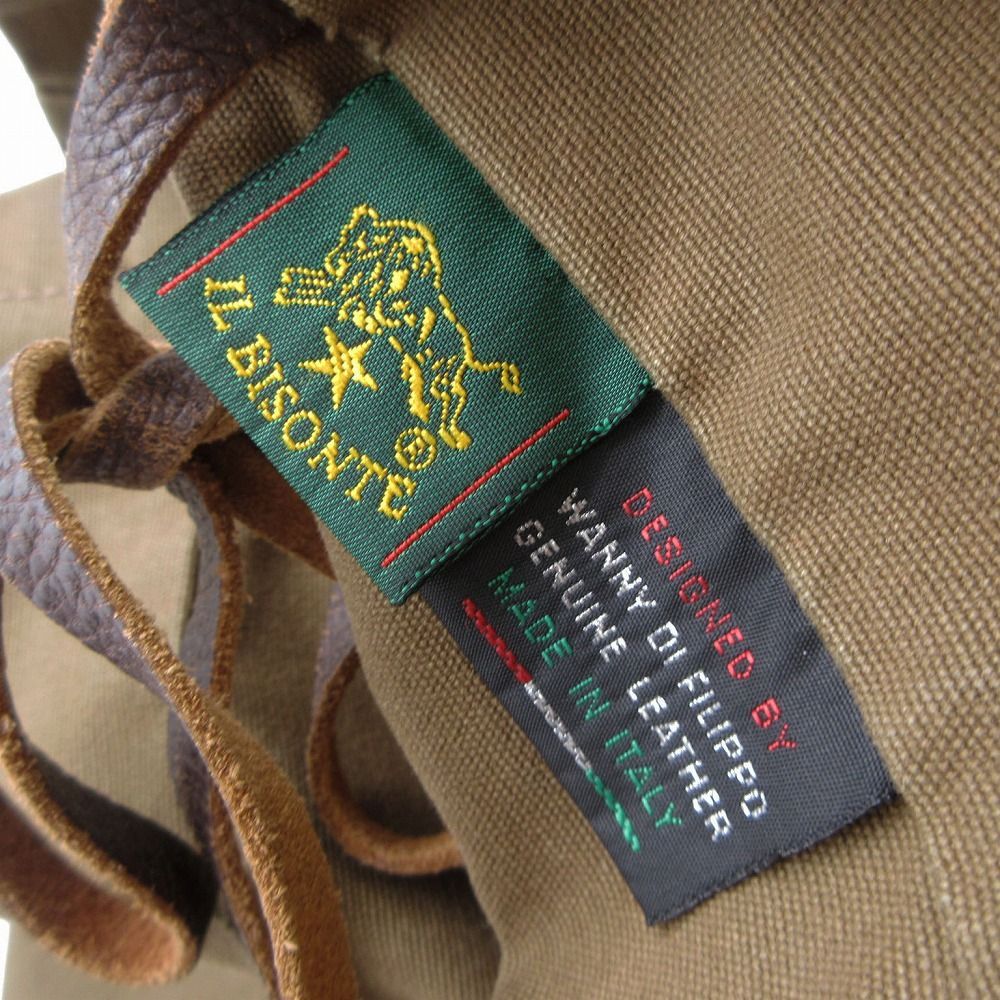 IL BISONTE®
DESIGNED BY
WANNY DI FILIPPO
GENUINE LEATHER
MADE IN ITALY